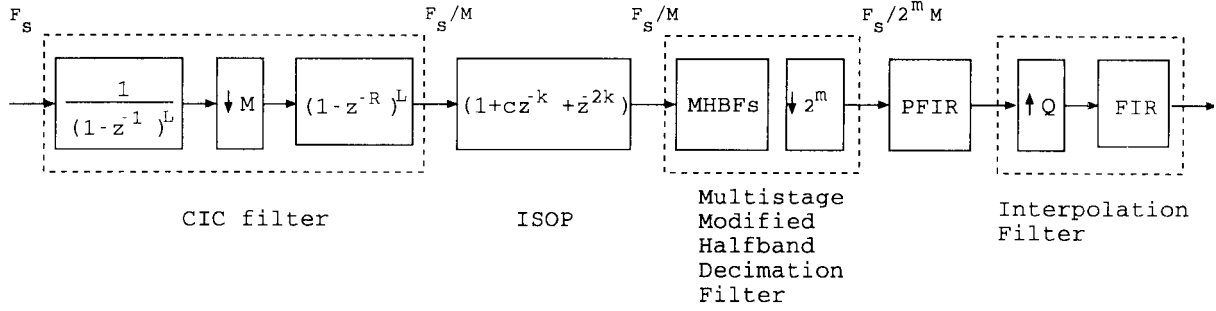 F_s F_s/M F_s/M F_s/2^m M
1/(1-z^-1)^L ↓ M (1-z^-R)^L (1+cz^-k +z^-2k) MHBFs ↓ 2^m PFIR ↑ Q FIR
CIC filter
ISOP
Multistage
Modified
Halfband
Decimation
Filter
Interpolation
Filter